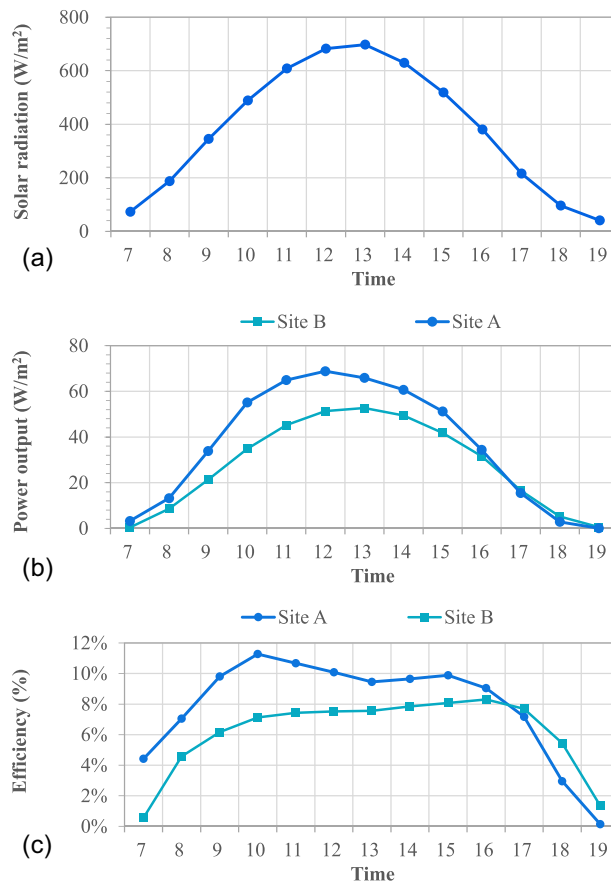 Solar radiation (W/m²)
800
600
400
200
0
7 8 9 10 11 12 13 14 15 16 17 18 19
Time
(a)
Site B Site A
Power output (W/m²)
80
60
40
20
0
7 8 9 10 11 12 13 14 15 16 17 18 19
Time
(b)
Site A Site B
Efficiency (%)
12%
10%
8%
6%
4%
2%
0%
7 8 9 10 11 12 13 14 15 16 17 18 19
Time
(c)